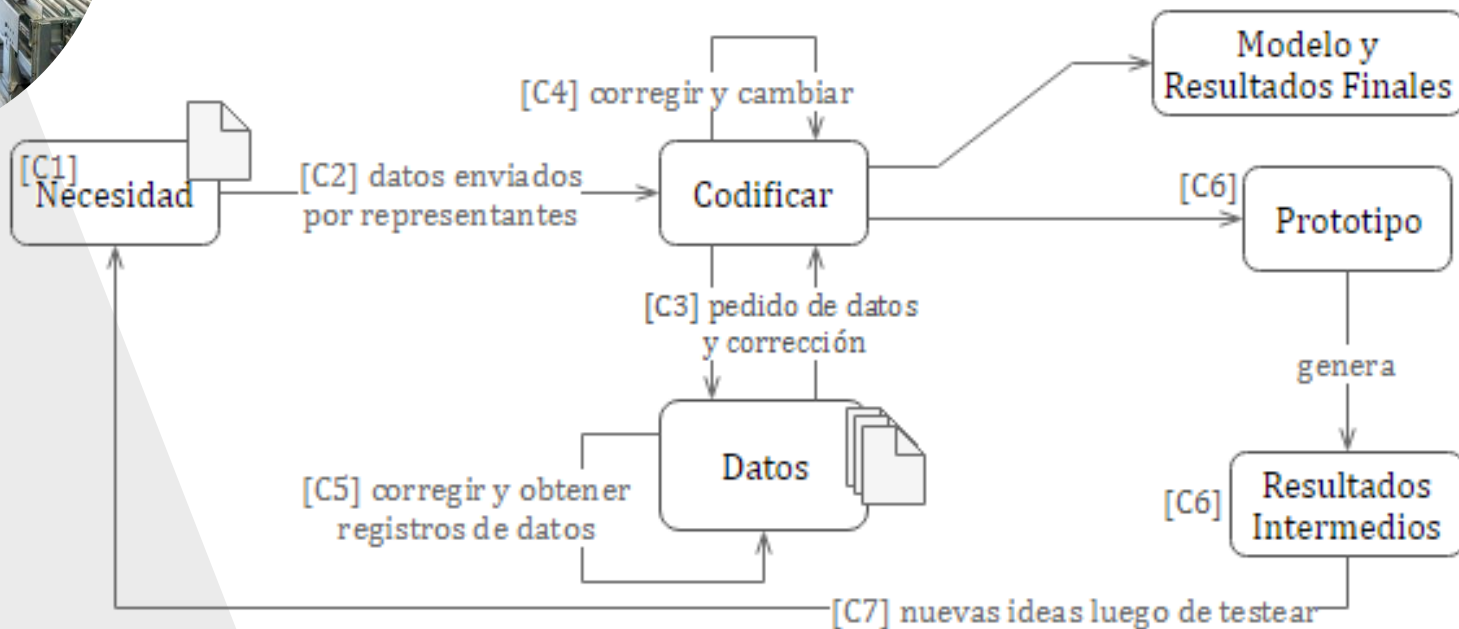 Modelo y
Resultados Finales
[C4] corregir y cambiar
[C1]
Necesidad
[C2] datos enviados
por representantes
Codificar
[C6]
Prototipo
[C3] pedido de datos
y corrección
genera
Datos
[C5] corregir y obtener
registros de datos
[C6]
Resultados
Intermedios
[C7] nuevas ideas luego de testear